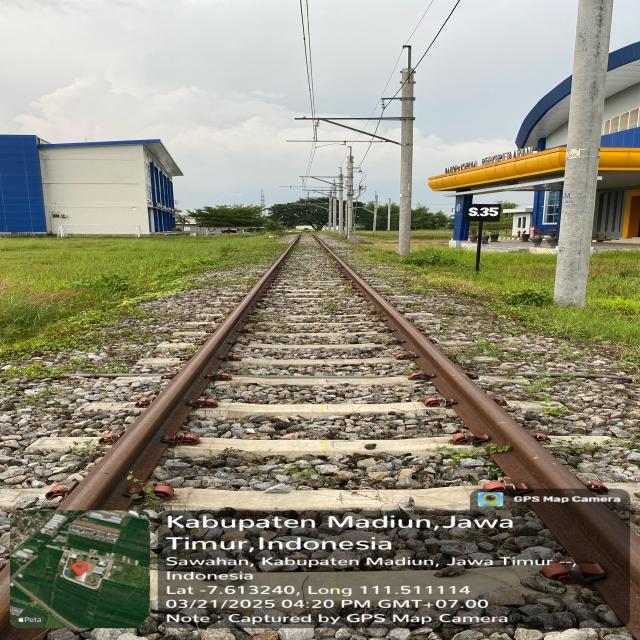 S.35
GPS Map Camera
Kabupaten Madiun,Jawa
Timur,Indonesia
Sawahan, Kabupaten Madiun, Jawa Timur --,
Indonesia
Lat -7.613240, Long 111.511114
03/21/2025 04:20 PM GMT+07.00
Note : Captured by GPS Map Camera
Peta